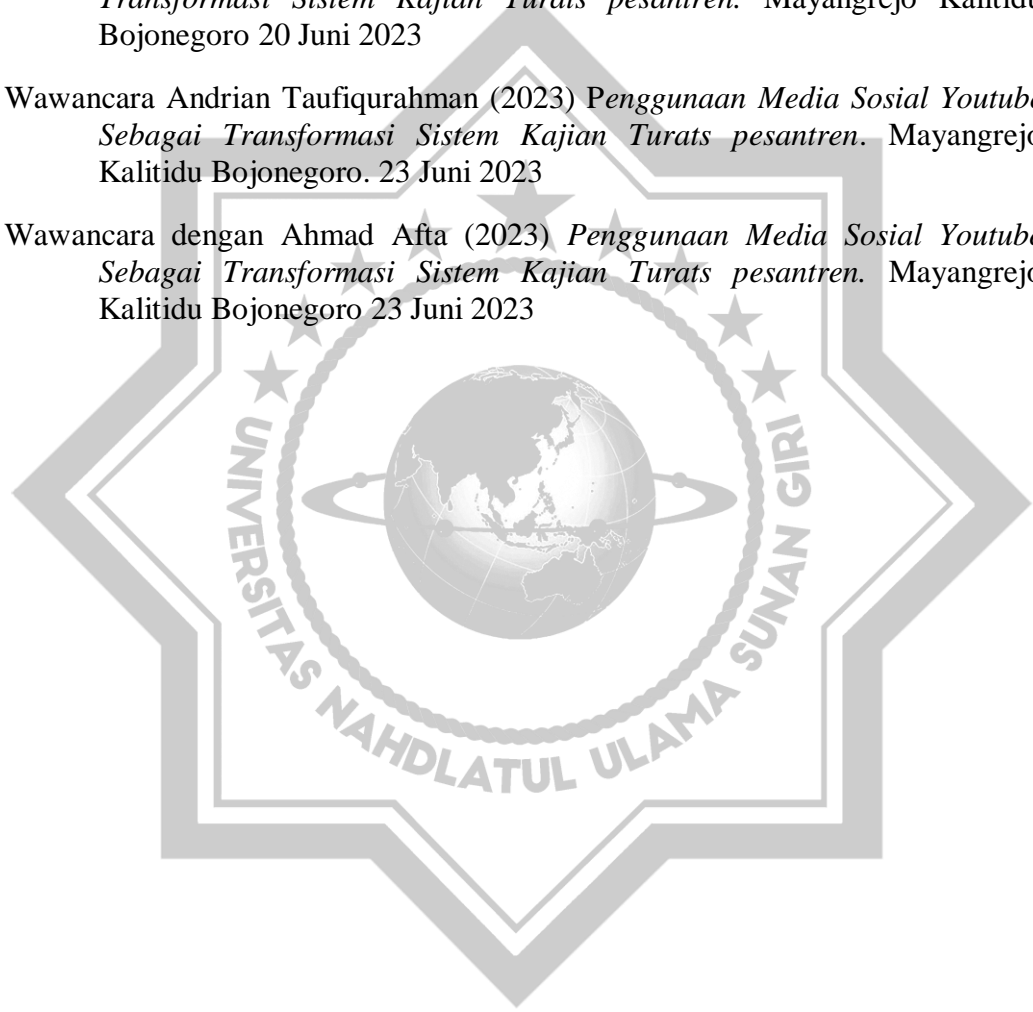 Transformasi Sistem Kajian Turats pesantren. Mayangrejo Kalitidu
Bojonegoro 20 Juni 2023
Wawancara Andrian Taufiqurahman (2023) Penggunaan Media Sosial Youtube
Sebagai Transformasi Sistem Kajian Turats pesantren. Mayangrejo
Kalitidu Bojonegoro. 23 Juni 2023
Wawancara dengan Ahmad Afta (2023) Penggunaan Media Sosial Youtube
Sebagai Transformasi Sistem Kajian Turats pesantren. Mayangrejo
Kalitidu Bojonegoro 23 Juni 2023
UNIVERSITAS NAHDLATUL ULAMA SUNAN GIRI